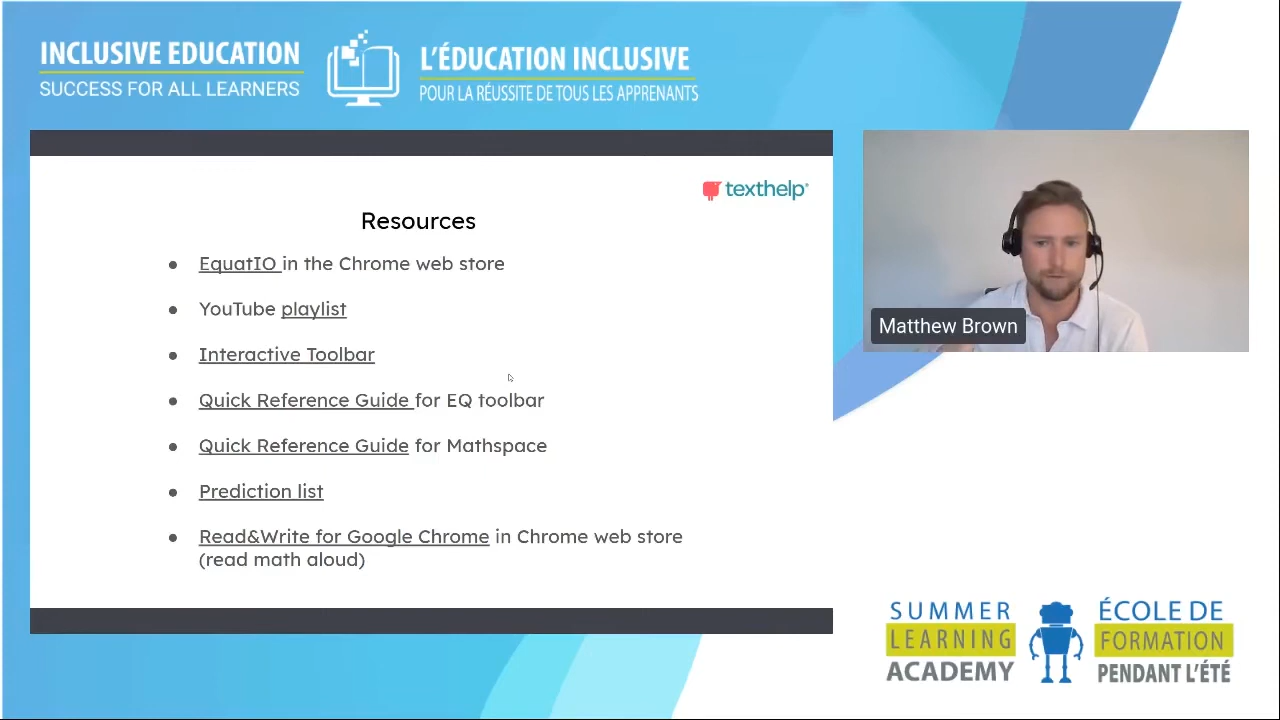 INCLUSIVE EDUCATION
SUCCESS FOR ALL LEARNERS
L'ÉDUCATION INCLUSIVE
POUR LA RÉUSSITE DE TOUS LES APPRENANTS
texthelp
Resources
EquatIO in the Chrome web store
YouTube playlist
Interactive Toolbar
Quick Reference Guide for EQ toolbar
Quick Reference Guide for Mathspace
Prediction list
Read&Write for Google Chrome in Chrome web store
(read math aloud)
Matthew Brown
SUMMER
LEARNING
ACADEMY
ÉCOLE DE
FORMATION
PENDANT L'ÉTÉ